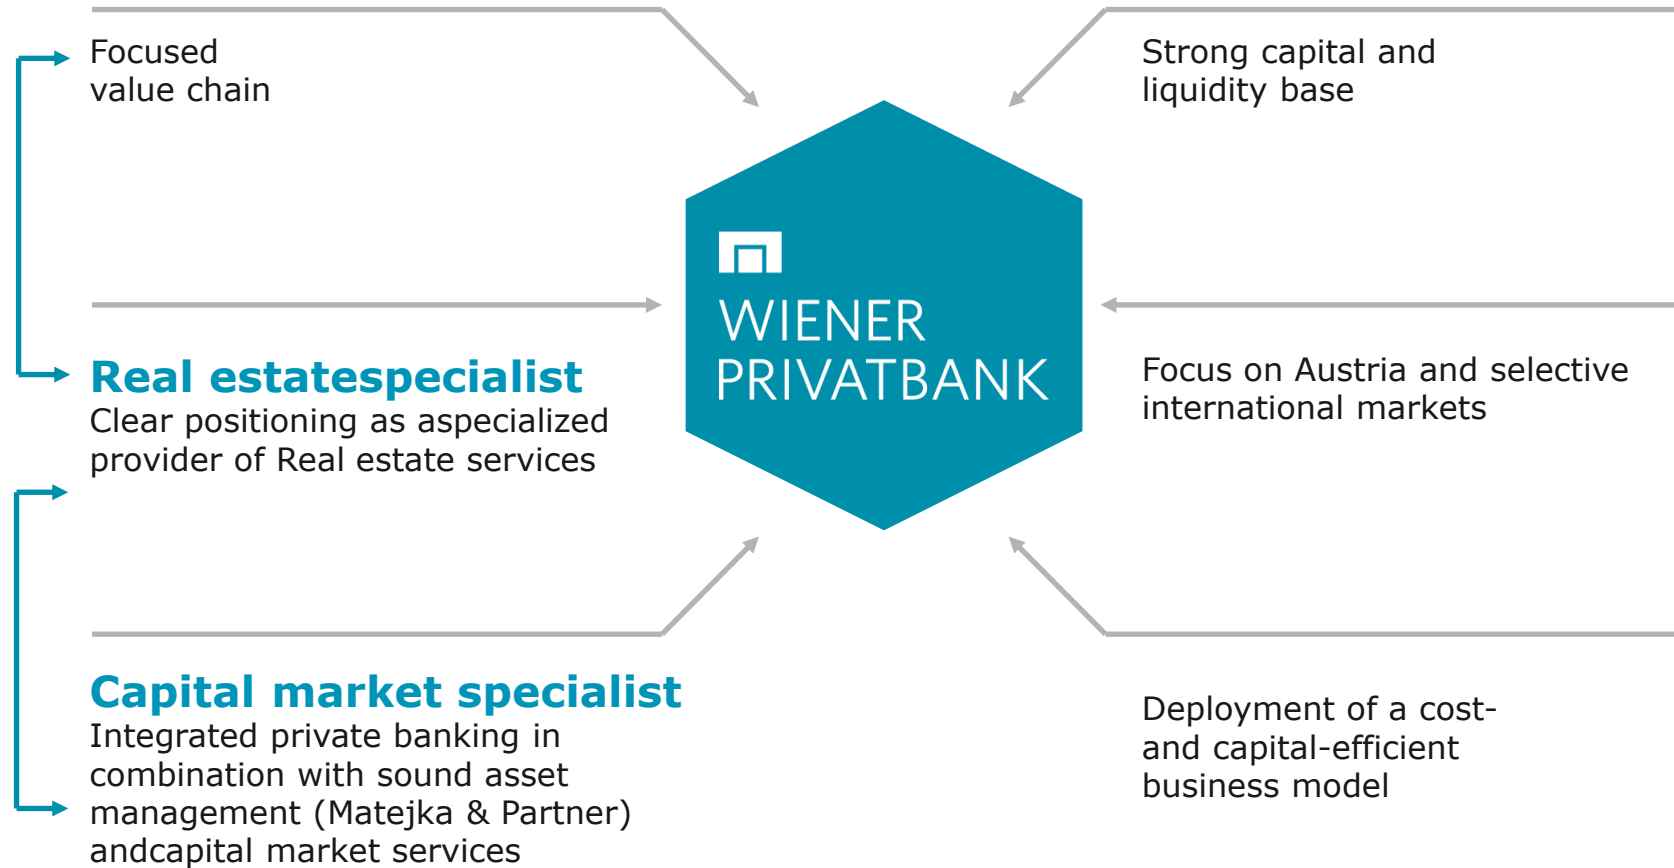 Focused
value chain
Real estatespecialist
Clear positioning as aspecialized
provider of Real estate services
Capital market specialist
Integrated private banking in
combination with sound asset
management (Matejka & Partner)
andcapital market services
WIENER
PRIVATBANK
Strong capital and
liquidity base
Focus on Austria and selective
international markets
Deployment of a cost-
and capital-efficient
business model